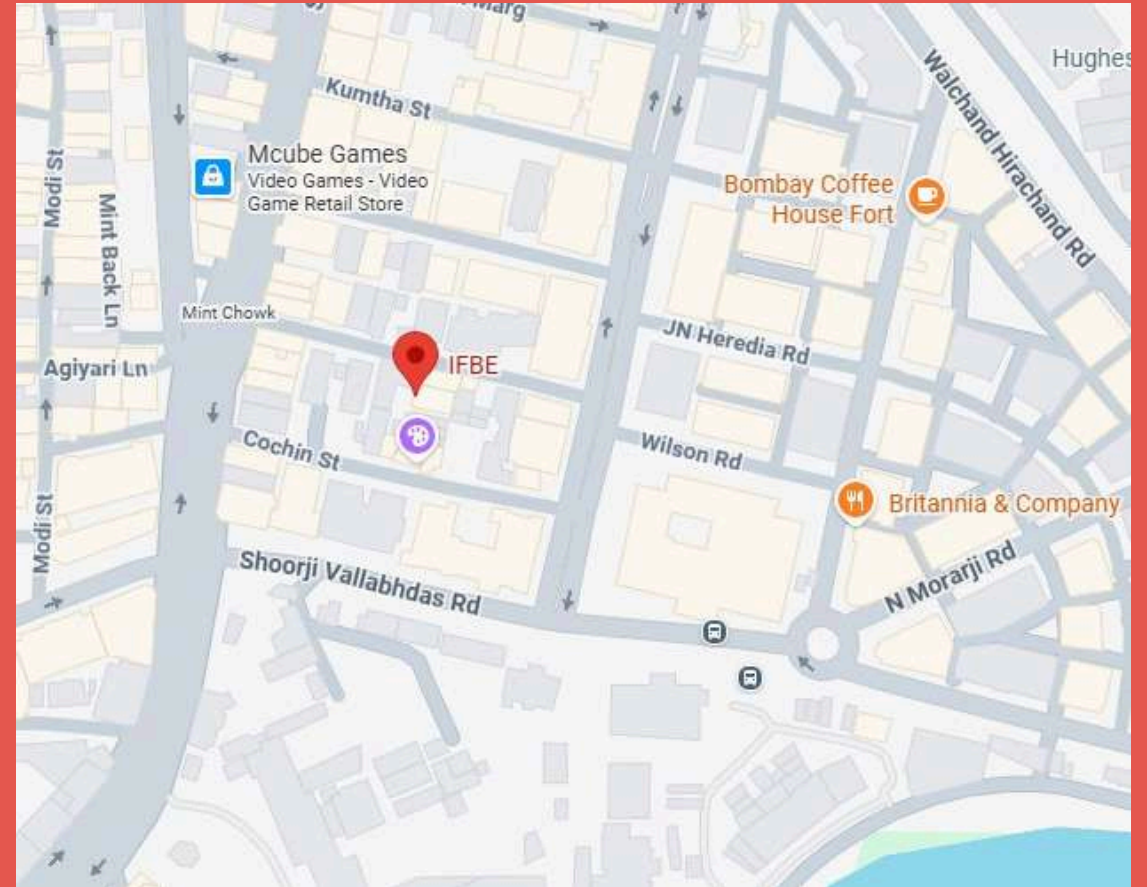 Marg
Hughes
Walchand Hirachand Rd
Kumtha St
Mcube Games
Video Games - Video
Game Retail Store
Modi St
Mint Back Ln
Bombay Coffee
House Fort
Mint Chowk
JN Heredia Rd
Agiyari Ln
IFBE
Cochin St
Wilson Rd
Britannia & Company
Modi St
Shoorji Vallabhdas Rd
N Morarji Rd